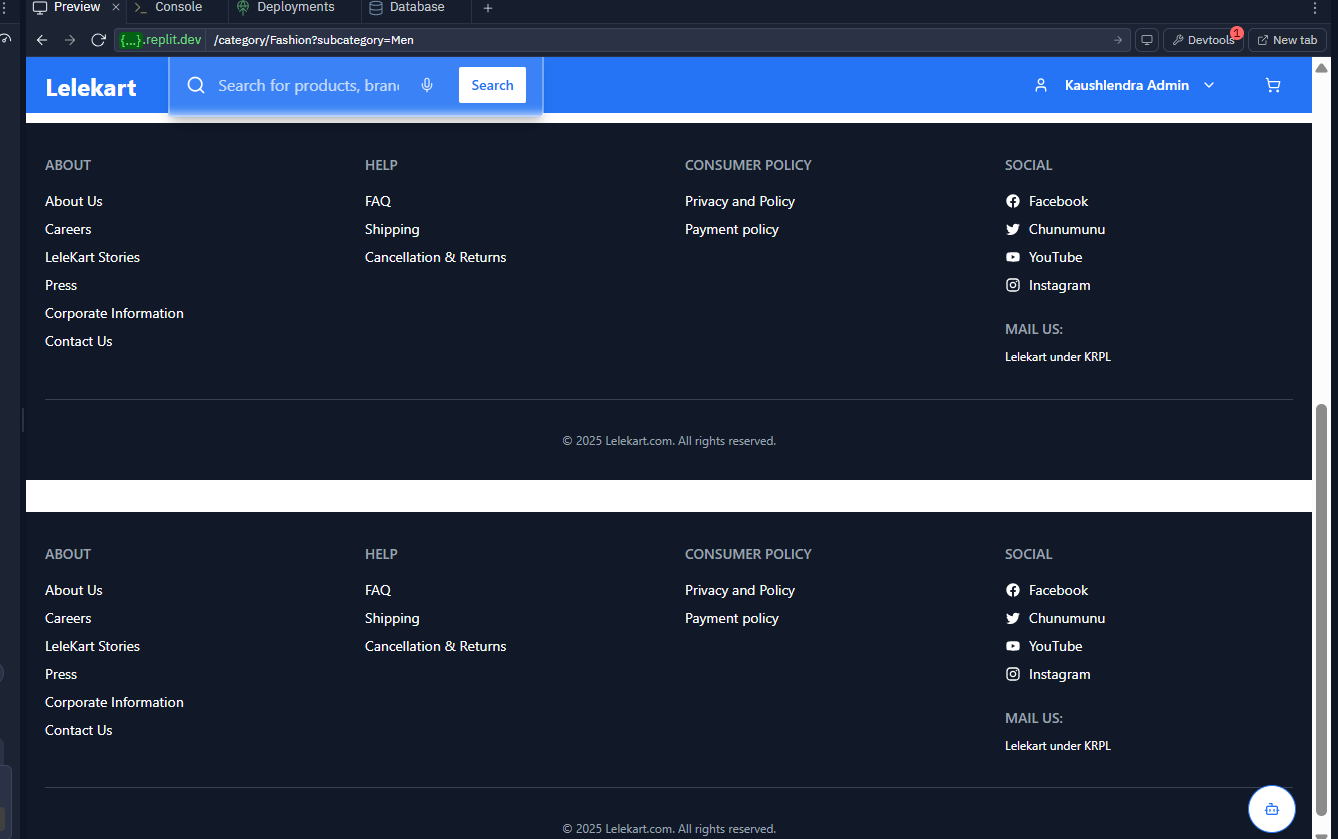 Preview
Console
Deployments
Database
{...}.replit.dev
/category/Fashion?subcategory=Men
Devtools
1
New tab
Lelekart
Search for products, bran
Search
Kaushlendra Admin
ABOUT
HELP
CONSUMER POLICY
SOCIAL
About Us
FAQ
Privacy and Policy
Facebook
Careers
Shipping
Payment policy
Chunumunu
LeleKart Stories
Cancellation & Returns
YouTube
Press
Instagram
Corporate Information
MAIL US:
Contact Us
Lelekart under KRPL
© 2025 Lelekart.com. All rights reserved.
ABOUT
HELP
CONSUMER POLICY
SOCIAL
About Us
FAQ
Privacy and Policy
Facebook
Careers
Shipping
Payment policy
Chunumunu
LeleKart Stories
Cancellation & Returns
YouTube
Press
Instagram
Corporate Information
MAIL US:
Contact Us
Lelekart under KRPL
© 2025 Lelekart.com. All rights reserved.